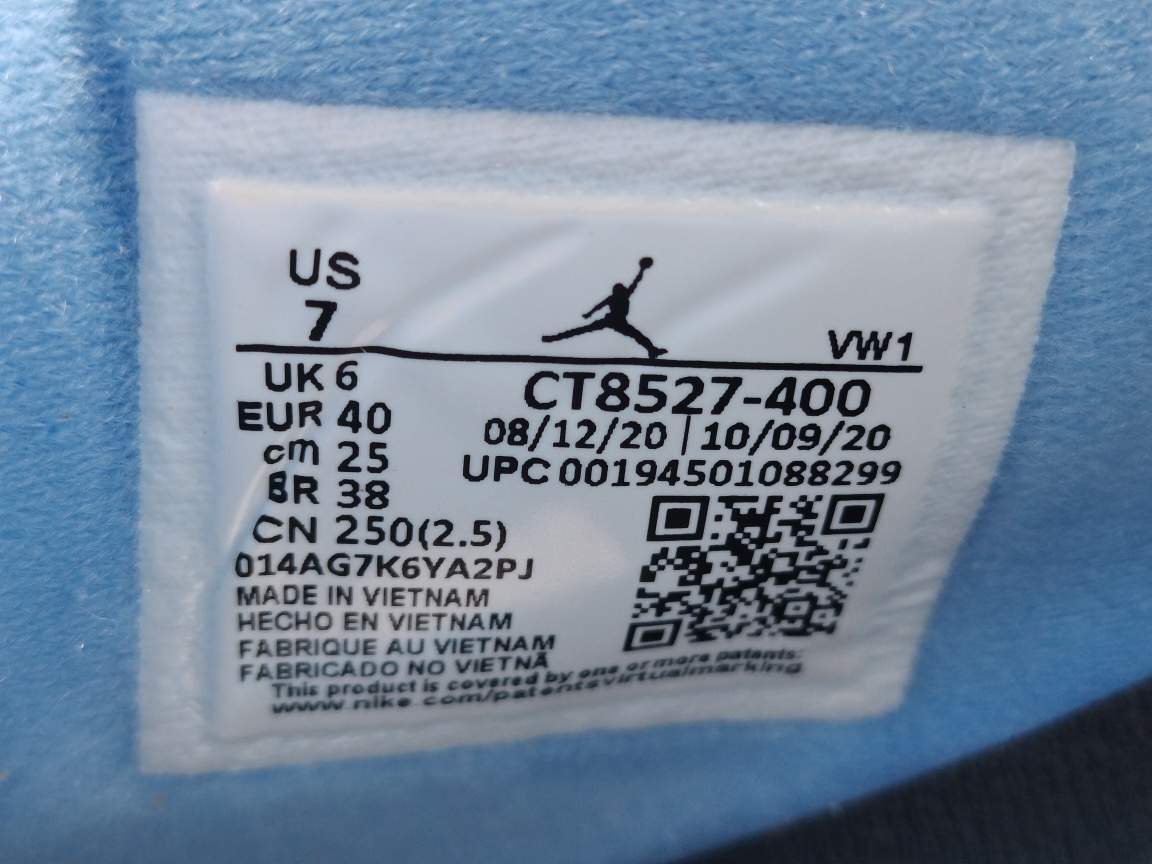 US
7
VW1
UK 6
EUR 40
cm 25
BR 38
CN 250(2.5)
CT8527-400
08/12/20 | 10/09/20
UPC 00194501088299
014AG7K6YA2PJ
MADE IN VIETNAM
HECHO EN VIETNAM
FABRIQUE AU VIETNAM
FABRICADO NO VIETNÃ
This product is covered by one or more patents:
www.nike.com/patentsvirtualmarking